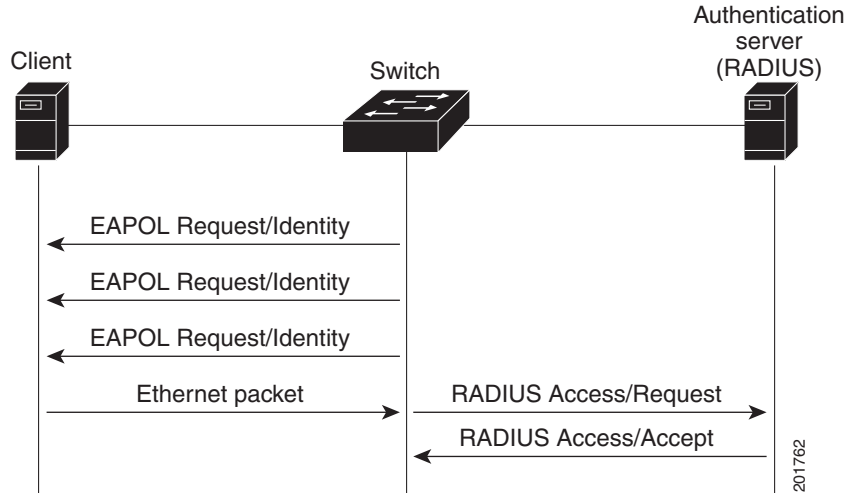 Authentication
server
(RADIUS)
Client
Switch
EAPOL Request/Identity
EAPOL Request/Identity
EAPOL Request/Identity
Ethernet packet
RADIUS Access/Request
RADIUS Access/Accept
201762